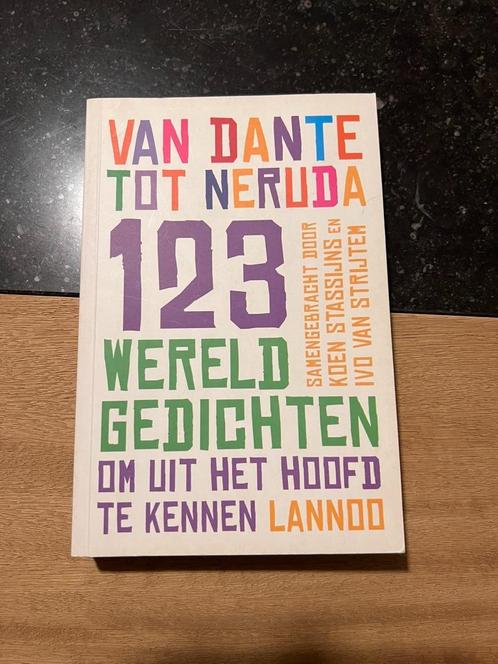 VAN DANTE
TOT NERUDA
123
WERELD
GEDICHTEN
SAMENGEBRACHT DOOR
KOEN STASSIJNS EN
IVO VAN STRIJTEM
OM UIT HET HOOFD
TE KENNEN LANNOO